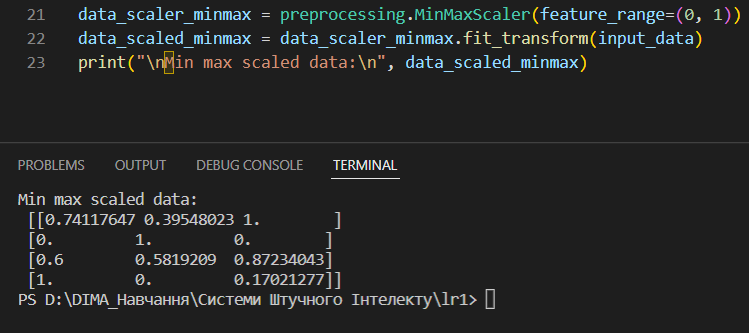 21 data_scaler_minmax = preprocessing.MinMaxScaler(feature_range=(0, 1))
22 data_scaled_minmax = data_scaler_minmax.fit_transform(input_data)
23 print("\nMin max scaled data:\n", data_scaled_minmax)
PROBLEMS OUTPUT DEBUG CONSOLE TERMINAL
Min max scaled data:
 [[0.74117647 0.39548023 1.        ]
 [0.         1.         0.        ]
 [0.6        0.5819209  0.87234043]
 [1.         0.         0.17021277]]
PS D:\DIMA_Навчання\Системи Штучного Інтелекту\lr1>